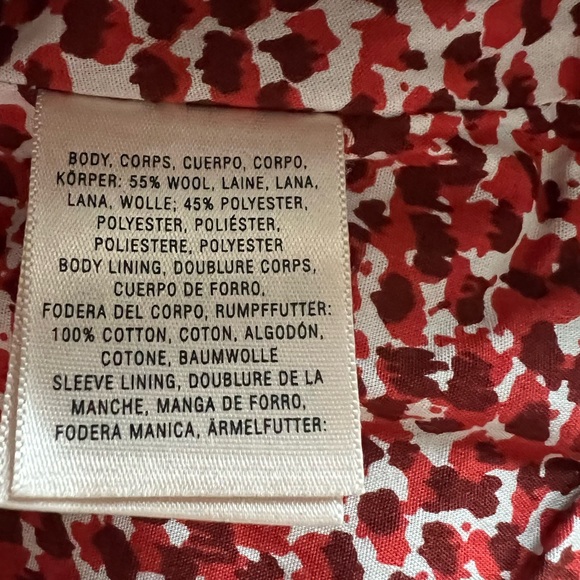 BODY, CORPS, CUERPO, CORPO,
KÖRPER: 55% WOOL, LAINE, LANA,
LANA, WOLLE; 45% POLYESTER,
POLYESTER, POLIÉSTER,
POLIESTERE, POLYESTER
BODY LINING, DOUBLURE CORPS,
CUERPO DE FORRO,
FODERA DEL CORPO, RUMPFFUTTER:
100% COTTON, COTON, ALGODÓN,
COTONE, BAUMWOLLE
SLEEVE LINING, DOUBLURE DE LA
MANCHE, MANGA DE FORRO,
FODERA MANICA, ÄRMELFUTTER: